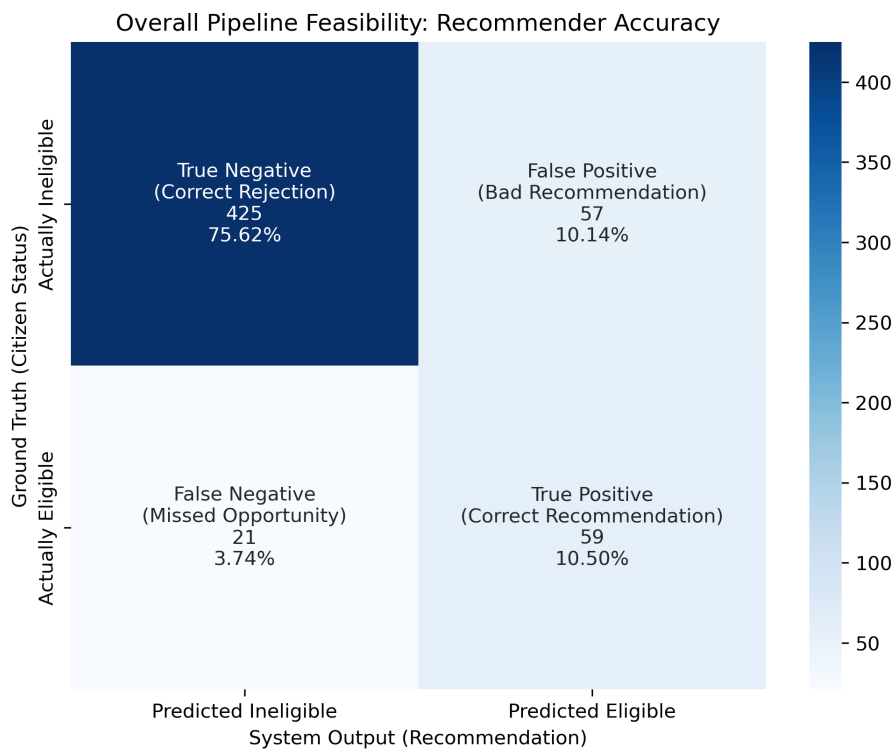 Overall Pipeline Feasibility: Recommender Accuracy
Ground Truth (Citizen Status)
Actually Ineligible
Actually Eligible
True Negative
(Correct Rejection)
425
75.62%
False Positive
(Bad Recommendation)
57
10.14%
False Negative
(Missed Opportunity)
21
3.74%
True Positive
(Correct Recommendation)
59
10.50%
Predicted Ineligible
Predicted Eligible
System Output (Recommendation)
400
350
300
250
200
150
100
50